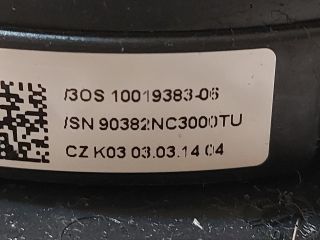 /3OS 10019383-06
/SN 90382NC3000TU
CZ K03 03.03.14 04